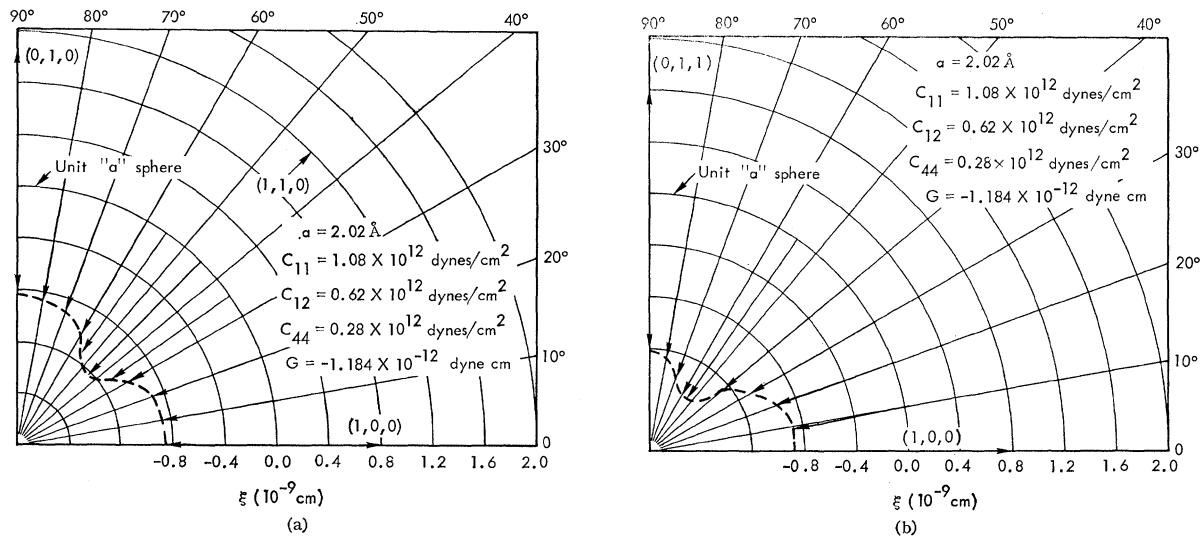 90° 80° 70° 60° 50° 40°
(0,1,0)
Unit "a" sphere
(1,1,0)
30°
a = 2.02 Å
C11 = 1.08 X 10^12 dynes/cm^2
20°
C12 = 0.62 X 10^12 dynes/cm^2
C44 = 0.28 X 10^12 dynes/cm^2
10°
G = -1.184 X 10^-12 dyne cm
(1,0,0)
0
-0.8 -0.4 0.0 0.4 0.8 1.2 1.6 2.0
ξ (10^-9 cm)
(a)
90° 80° 70° 60° 50° 40°
(0,1,1)
a = 2.02 Å
C11 = 1.08 X 10^12 dynes/cm^2
C12 = 0.62 X 10^12 dynes/cm^2
30°
Unit "a" sphere
C44 = 0.28 × 10^12 dynes/cm^2
G = -1.184 X 10^-12 dyne cm
20°
10°
(1,0,0)
0
-0.8 -0.4 0.0 0.4 0.8 1.2 1.6 2.0
ξ (10^-9 cm)
(b)